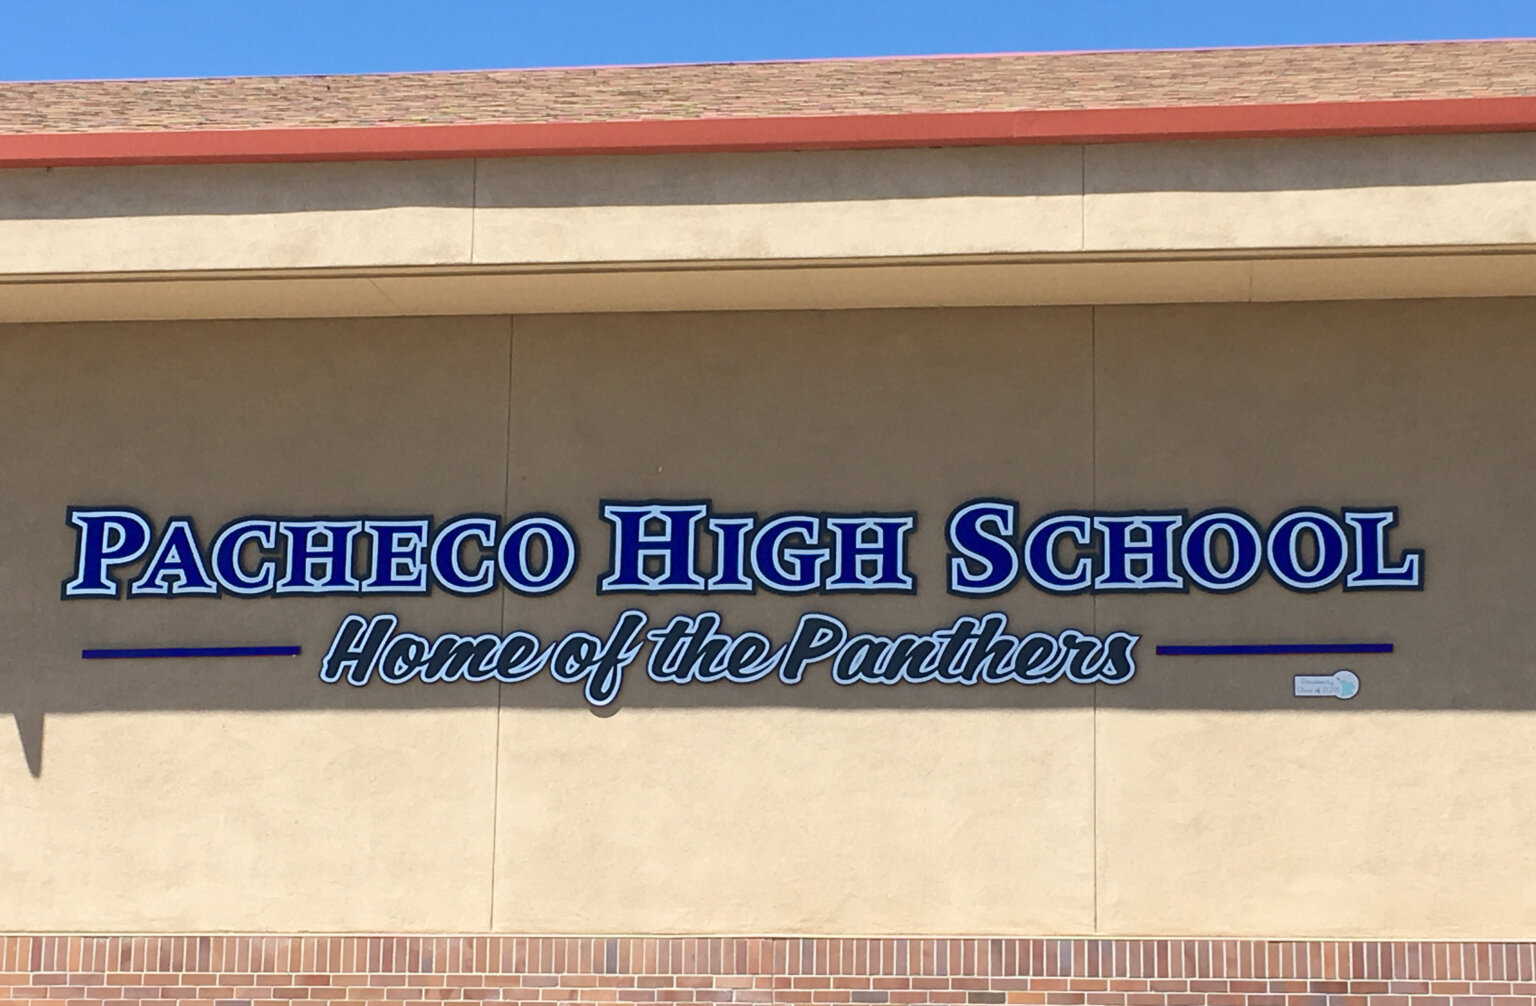 PACHECO HIGH SCHOOL
Home of the Panthers